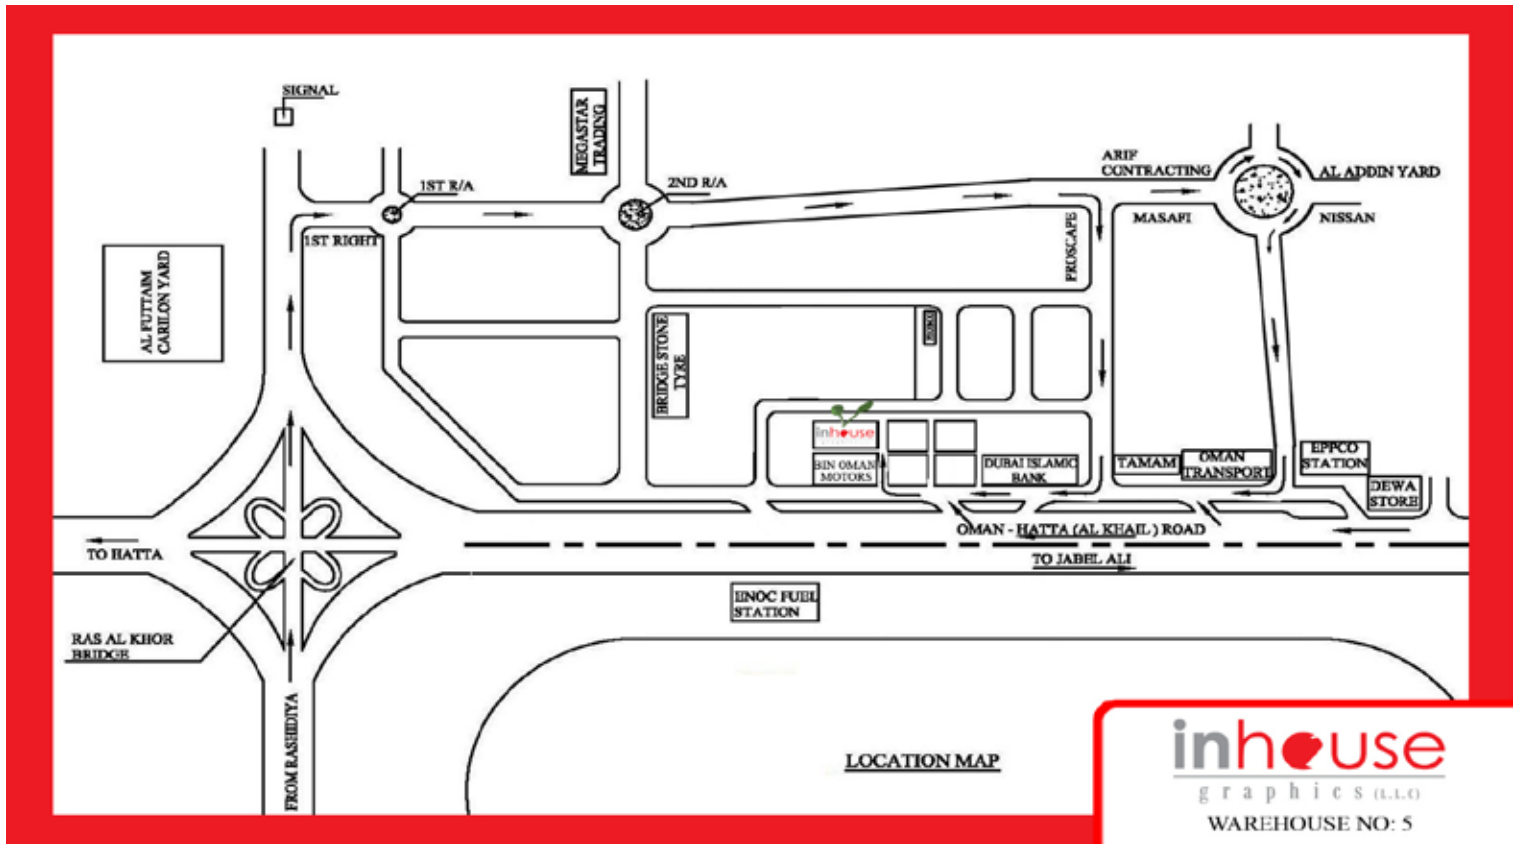 SIGNAL
MEGASTAR
TRADING
1ST R/A
2ND R/A
ARIF
CONTRACTING
AL ADDIN YARD
1ST RIGHT
MASAFI
NISSAN
PROSCAPE
AL FUTTAIM
CARILON YARD
BRIDGE STONE
TYRE
inhouse
BIN OMAN
MOTORS
DUBAI ISLAMIC
BANK
TAMAM
OMAN
TRANSPORT
EPPCO
STATION
DEWA
STORE
OMAN - HATTA (AL KHAIL ) ROAD
TO HATTA
TO JABEL ALI
ENOC FUEL
STATION
RAS AL KHOR
BRIDGE
FROM RASHIDIYA
LOCATION MAP
inhouse
graphics (L.L.C)
WAREHOUSE NO: 5